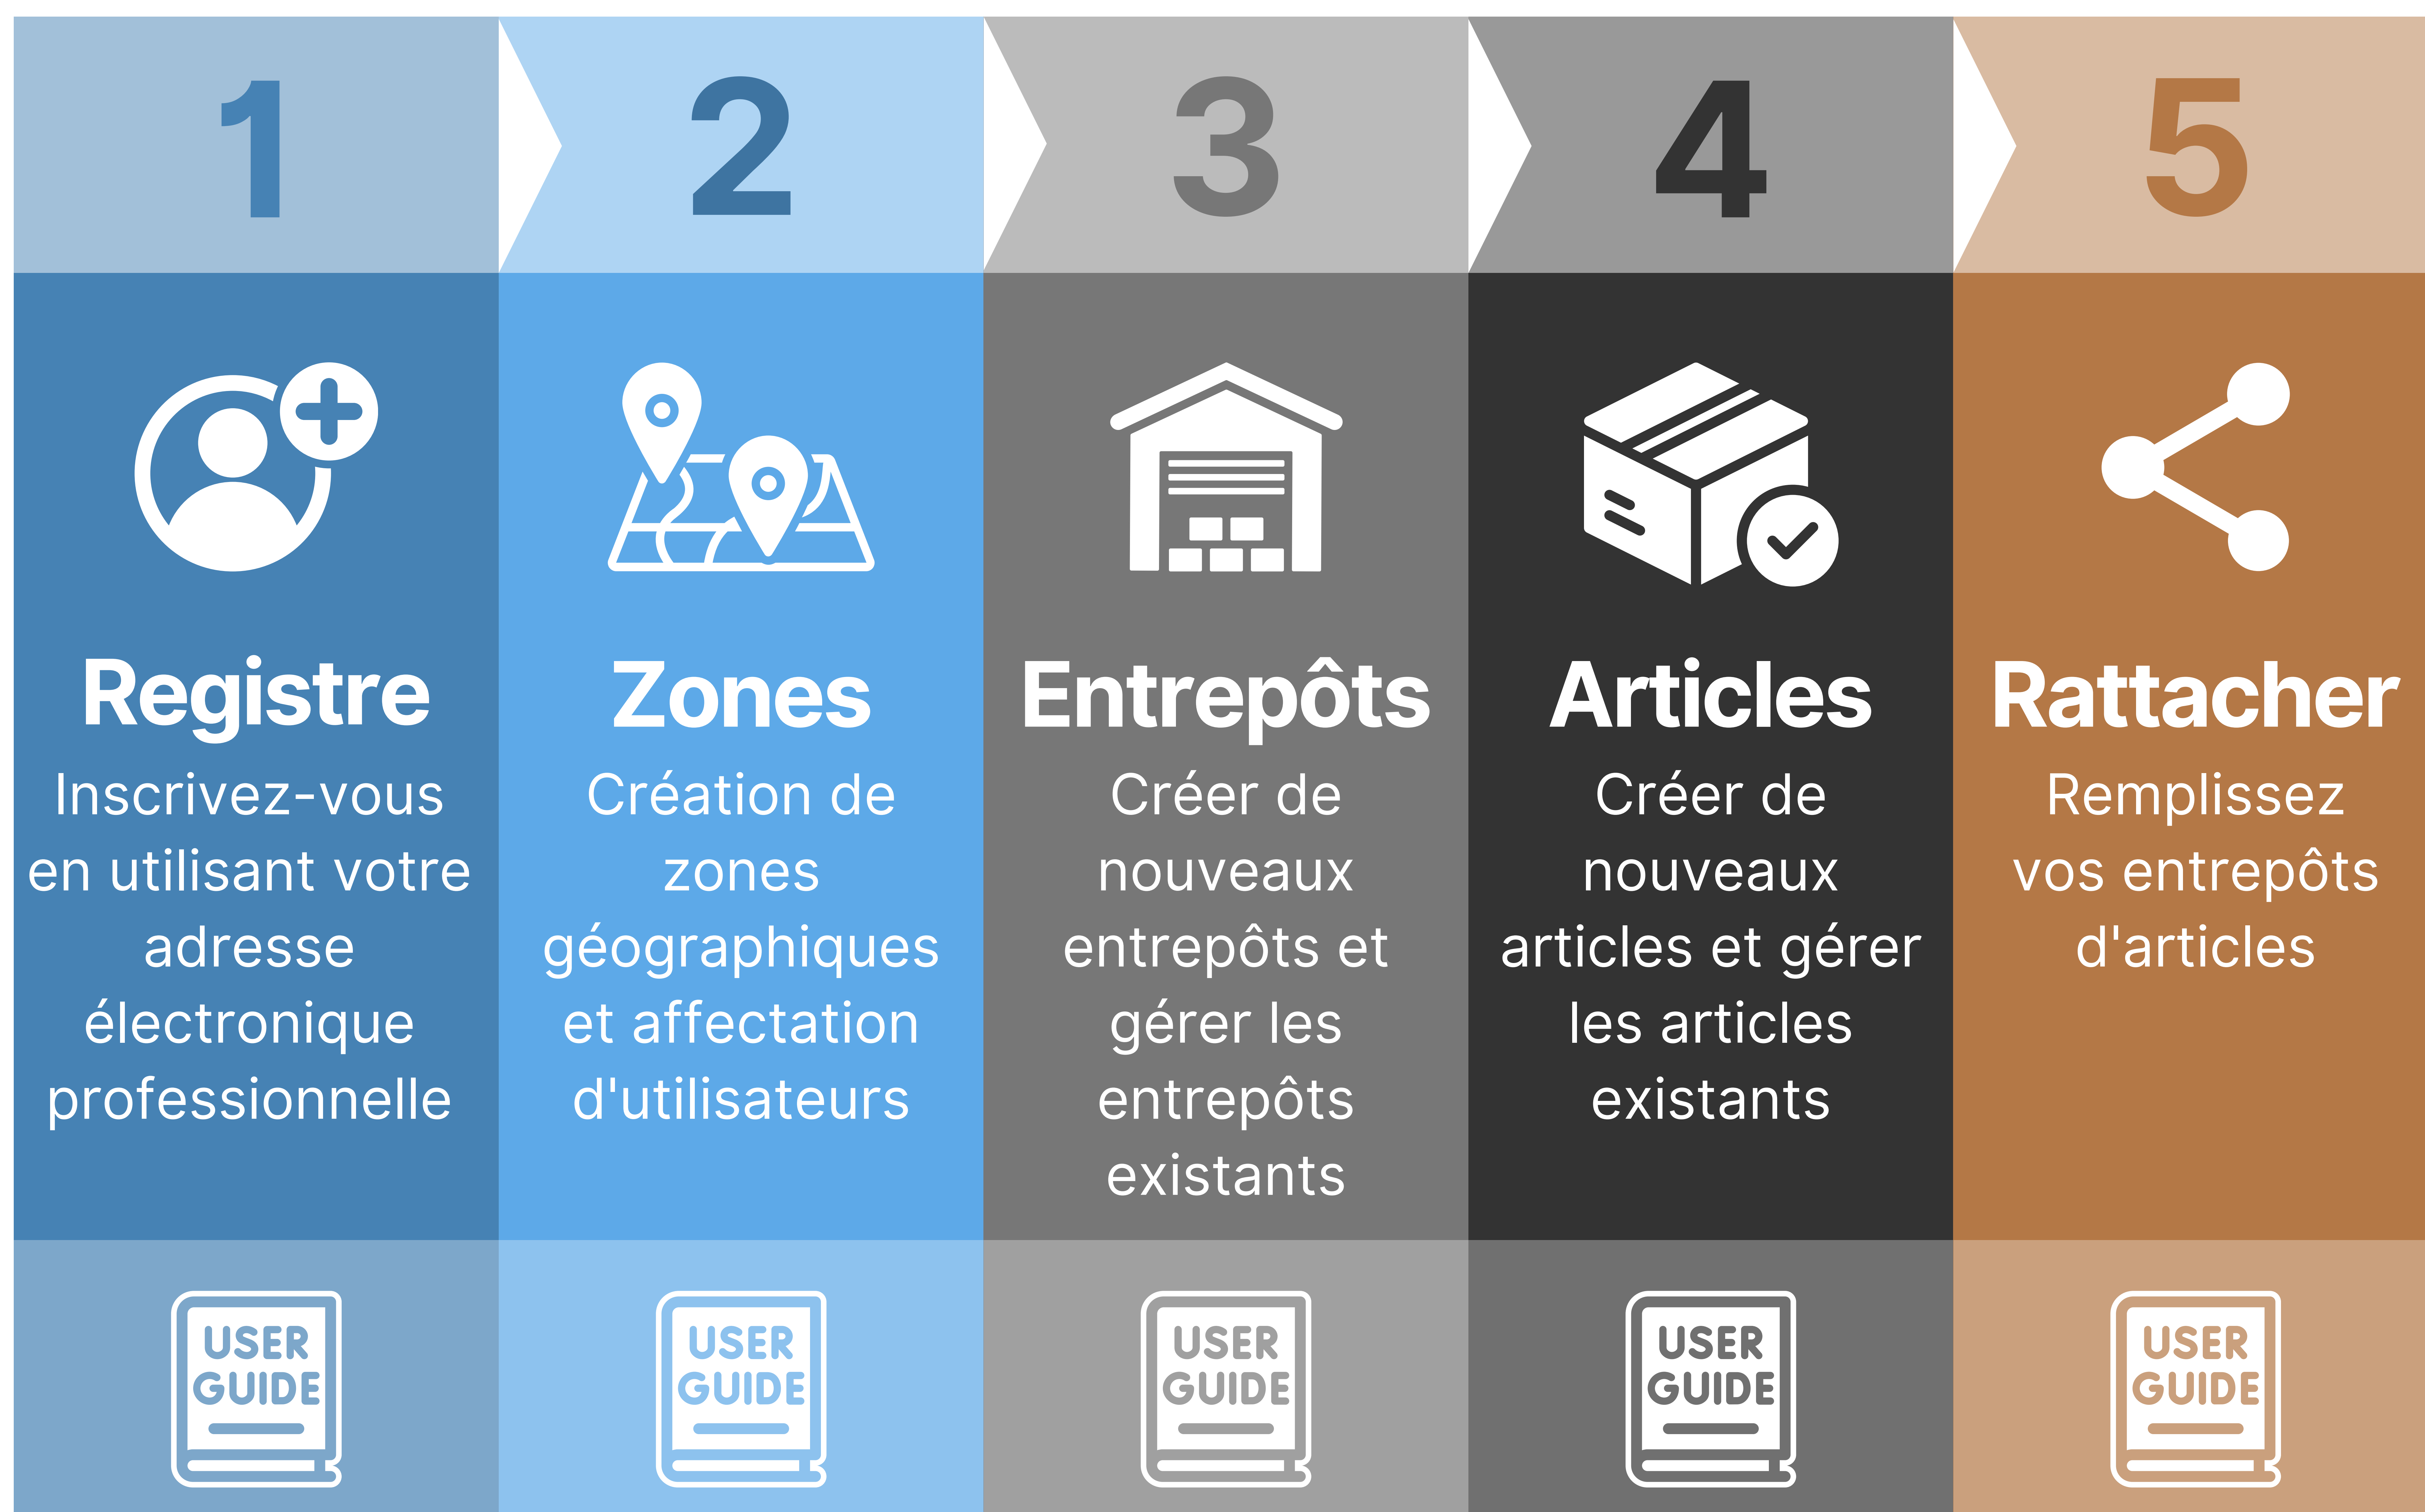 1
2
3
4
5
Registre
Inscrivez-vous
en utilisant votre
adresse
électronique
professionnelle
Zones
Création de
zones
géographiques
et affectation
d'utilisateurs
Entrepôts
Créer de
nouveaux
entrepôts et
gérer les
entrepôts
existants
Articles
Créer de
nouveaux
articles et gérer
les articles
existants
Rattacher
Remplissez
vos entrepôts
d'articles
USER
GUIDE
USER
GUIDE
USER
GUIDE
USER
GUIDE
USER
GUIDE